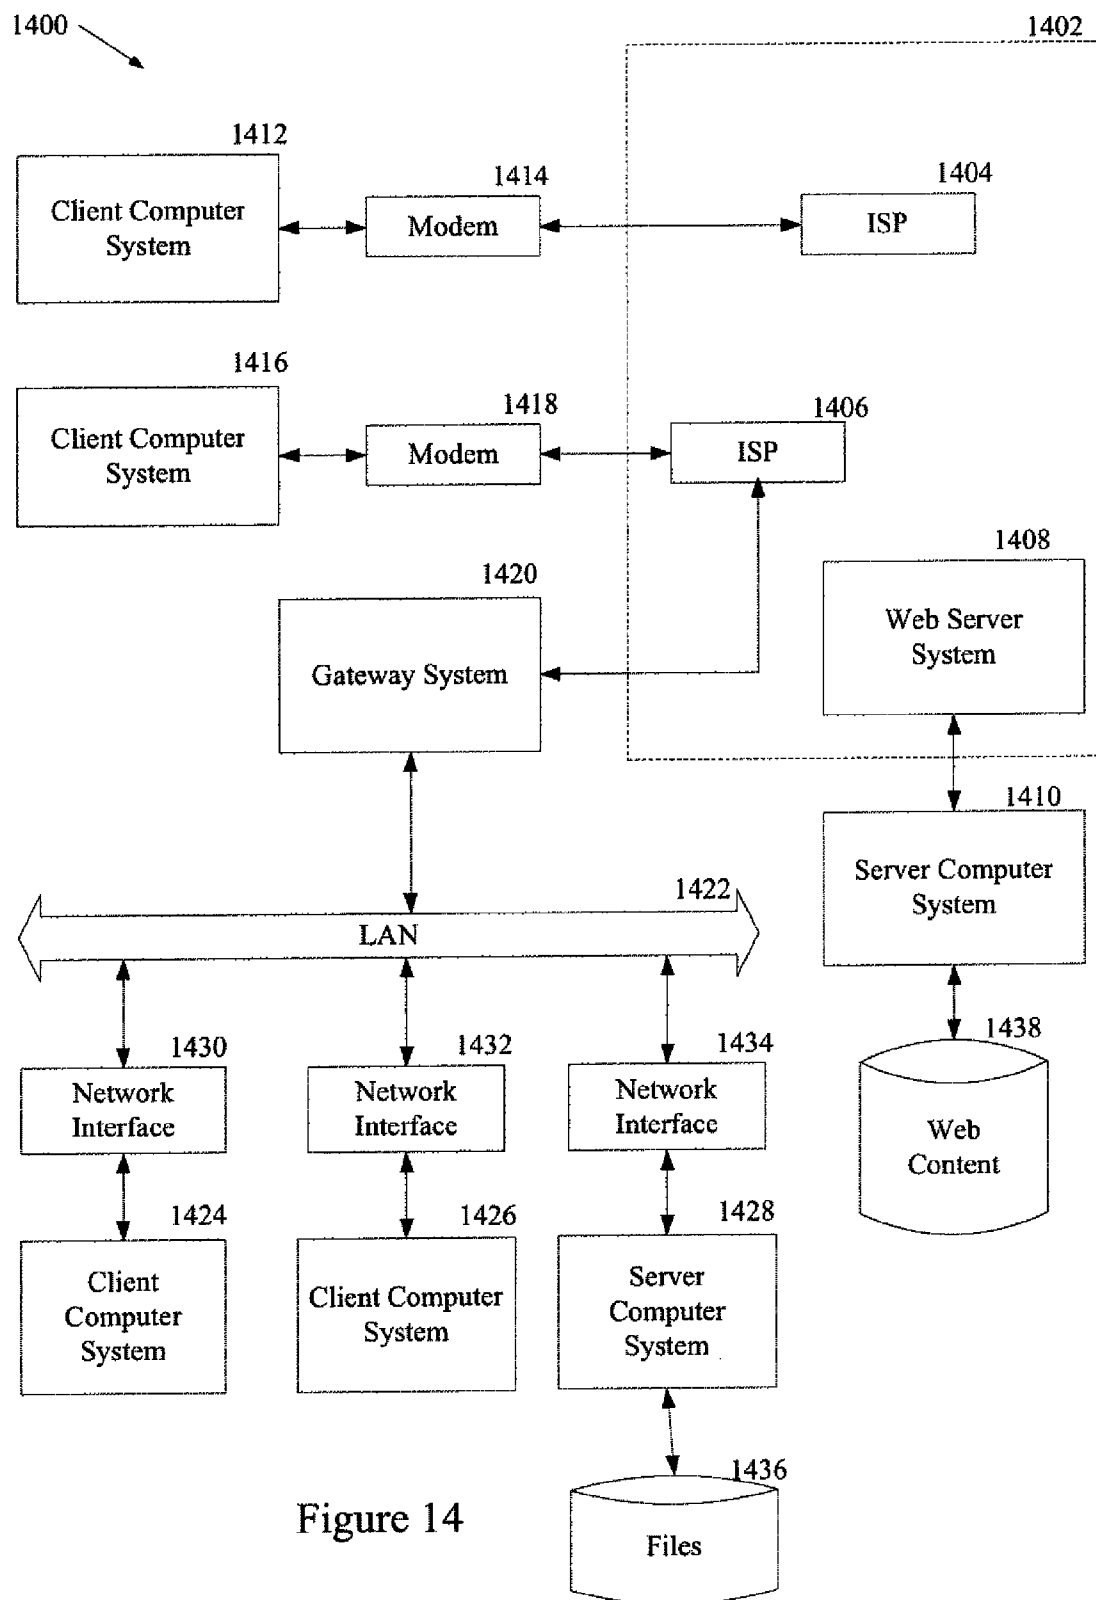 1400
1402
1412
1414
1404
Client Computer
System
Modem
ISP
1416
1418
1406
Client Computer
System
Modem
ISP
1408
1420
Web Server
System
Gateway System
1410
Server Computer
System
1422
LAN
1438
Web
Content
1430
1432
1434
Network
Interface
Network
Interface
Network
Interface
1424
1426
1428
Client
Computer
System
Client Computer
System
Server
Computer
System
1436
Files
Figure 14